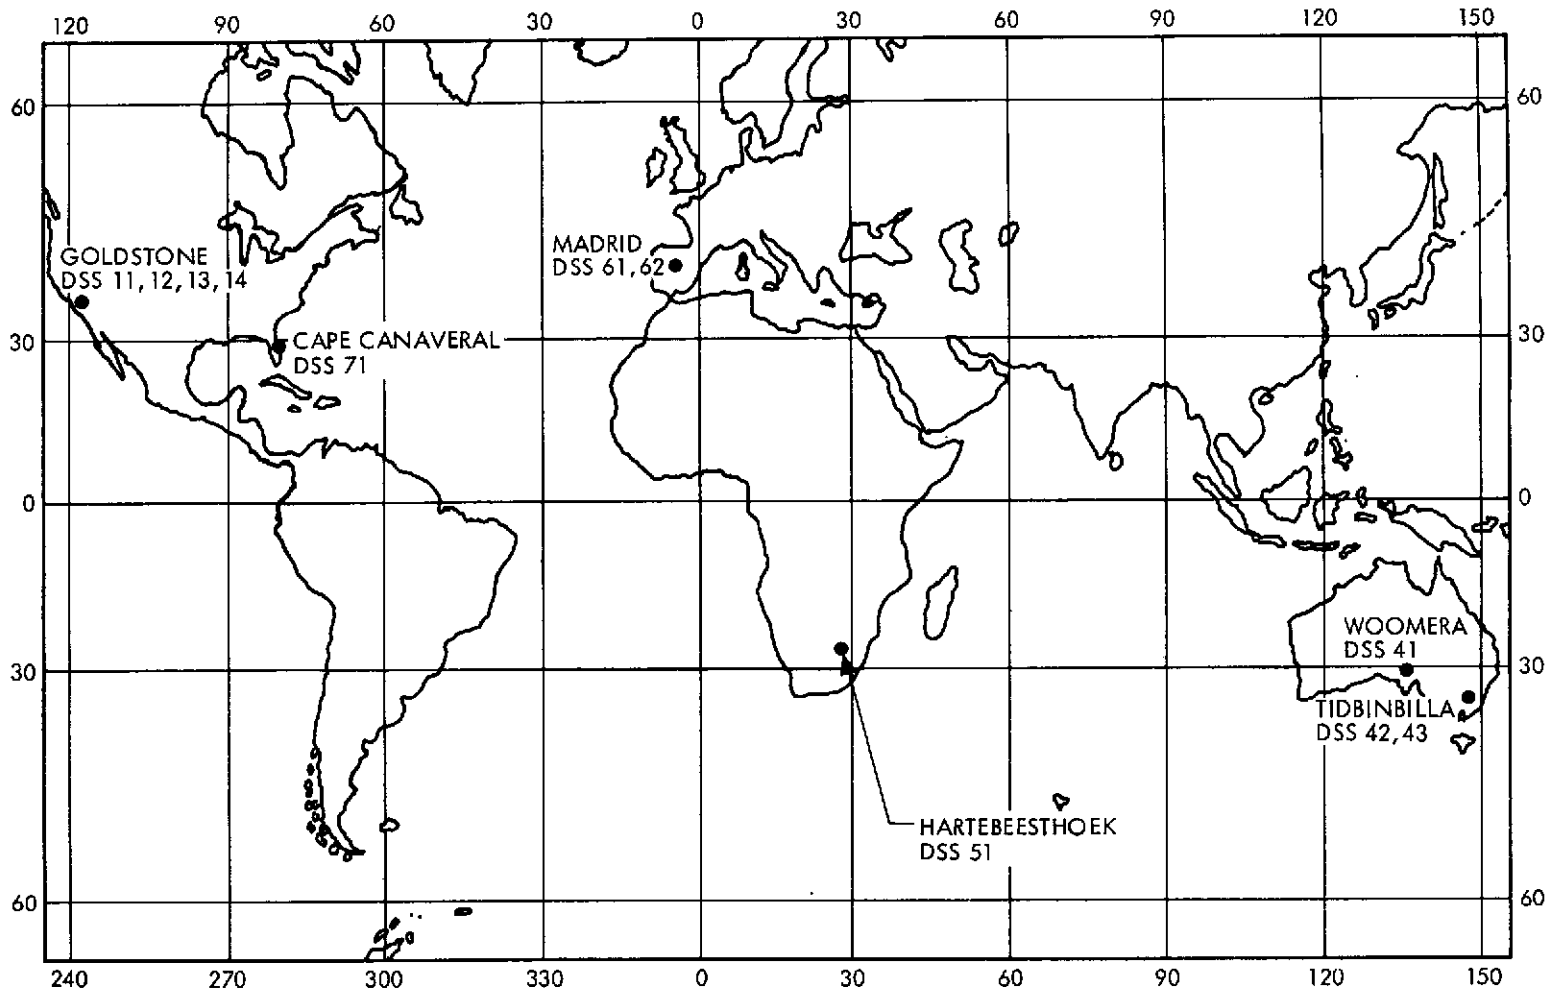 120 90 60 30 0 30 60 90 120 150
60 60
GOLDSTONE
DSS 11, 12, 13, 14
MADRID
DSS 61, 62
30 30
CAPE CANAVERAL
DSS 71
0 0
WOOMERA
DSS 41
30 30
TIDBINBILLA
DSS 42, 43
HARTEBEESTHOEK
DSS 51
60 60
240 270 300 330 0 30 60 90 120 150